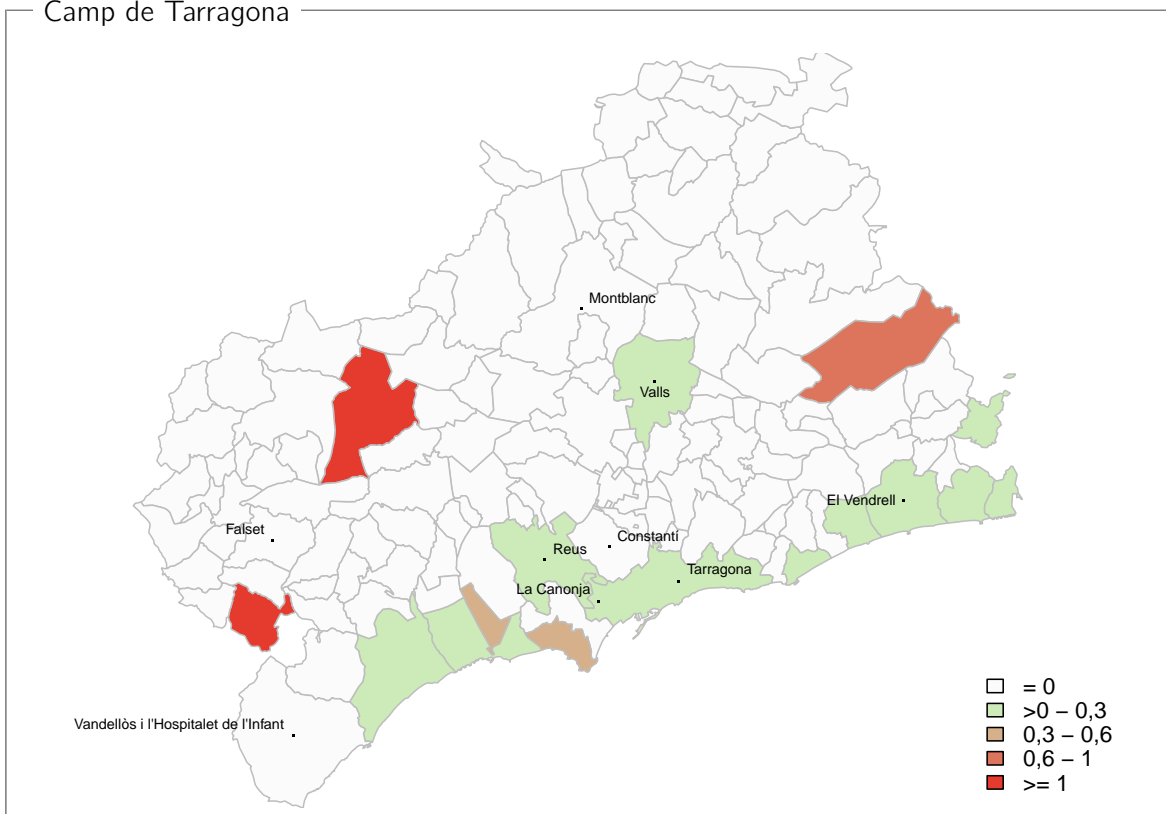 Camp de Tarragona
Montblanc
Valls
El Vendrell
Falset
Constantí
Reus
Tarragona
La Canonja
Vandellòs i l'Hospitalet de l'Infant
= 0
>0 – 0,3
0,3 – 0,6
0,6 – 1
>= 1